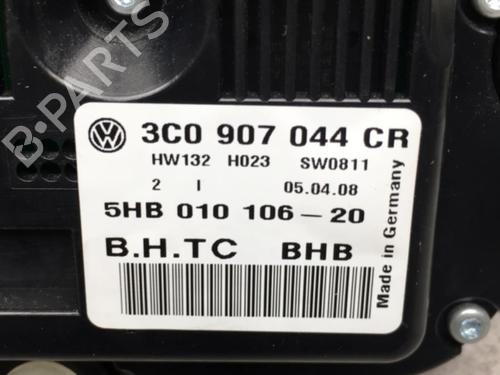 B-PARTS
3C0 907 044 CR
HW132 H023 SW0811
2 I 05.04.08
5HB 010 106-20
B.H.TC BHB
Made in Germany